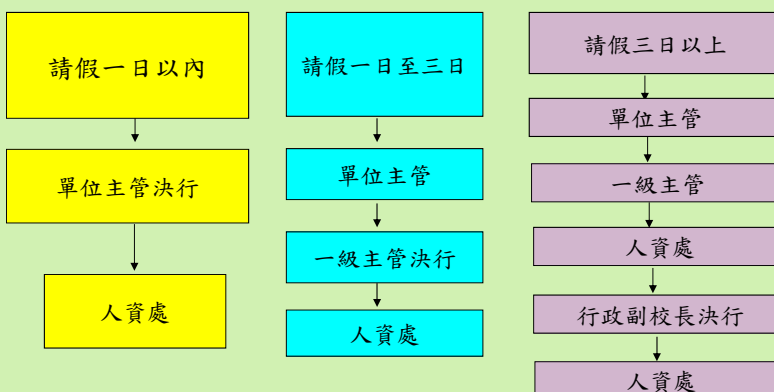 請假一日以內
單位主管決行
人資處
請假一日至三日
單位主管
一級主管決行
人資處
請假三日以上
單位主管
一級主管
人資處
行政副校長決行
人資處